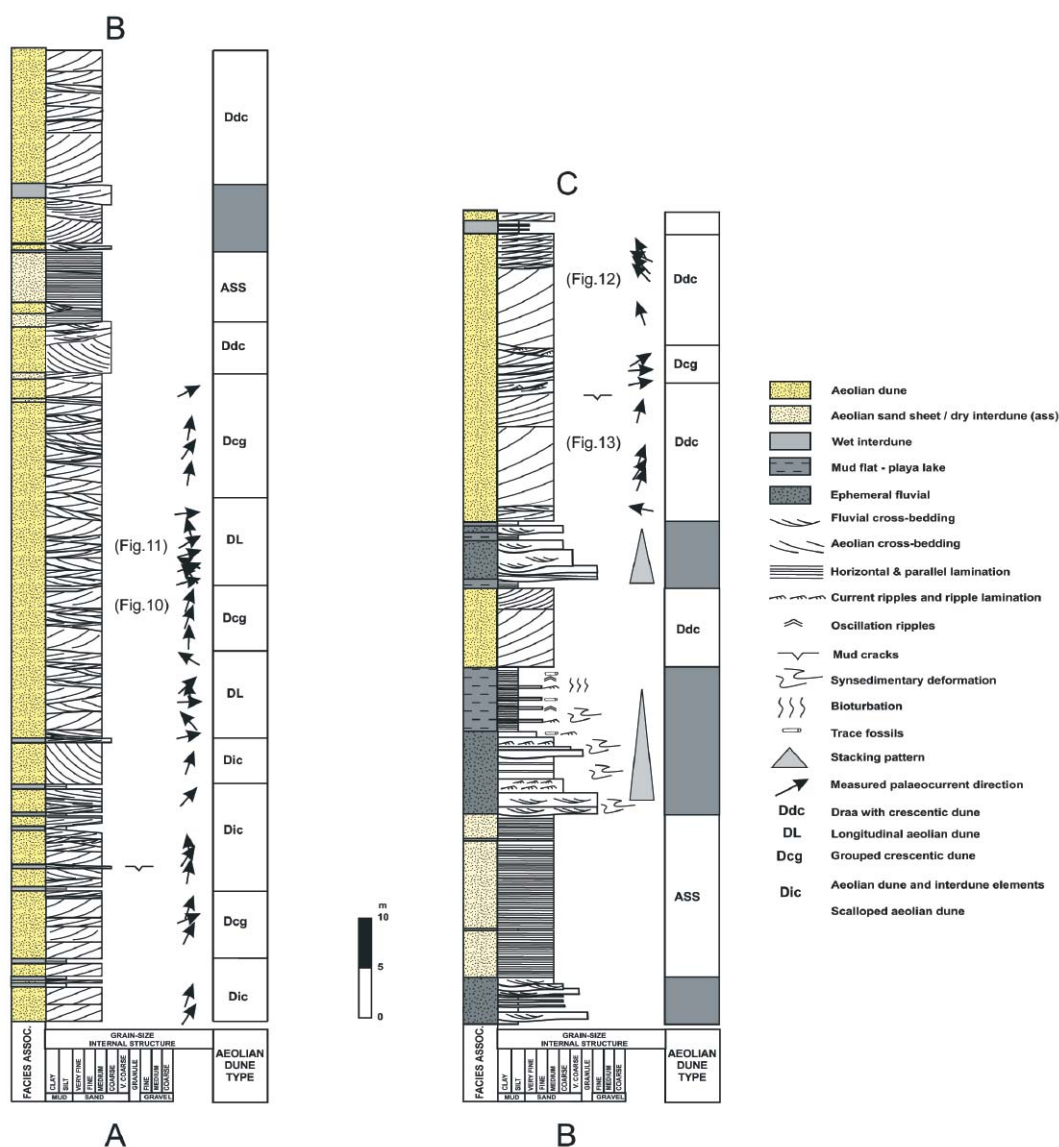 B
Ddc
ASS
Ddc
Dcg
DL
(Fig.11)
(Fig.10)
Dcg
DL
Dic
Dic
Dcg
Dic
FACIES ASSOC.
GRAIN-SIZE
INTERNAL STRUCTURE
CLAY
SILT
VERY FINE
FINE
MEDIUM
COARSE
V. COARSE
GRANULE
FINE
MEDIUM
COARSE
MUD
SAND
GRAVEL
AEOLIAN
DUNE
TYPE
A
m
10
5
0
C
Ddc
(Fig.12)
Dcg
Ddc
(Fig.13)
Ddc
ASS
FACIES ASSOC.
GRAIN-SIZE
INTERNAL STRUCTURE
CLAY
SILT
VERY FINE
FINE
MEDIUM
COARSE
V. COARSE
GRANULE
FINE
MEDIUM
COARSE
MUD
SAND
GRAVEL
AEOLIAN
DUNE
TYPE
B
Aeolian dune
Aeolian sand sheet / dry interdune (ass)
Wet interdune
Mud flat - playa lake
Ephemeral fluvial
Fluvial cross-bedding
Aeolian cross-bedding
Horizontal & parallel lamination
Current ripples and ripple lamination
Oscillation ripples
Mud cracks
Synsedimentary deformation
Bioturbation
Trace fossils
Stacking pattern
Measured palaeocurrent direction
Ddc Draa with crescentic dune
DL Longitudinal aeolian dune
Dcg Grouped crescentic dune
Dic Aeolian dune and interdune elements
Scalloped aeolian dune